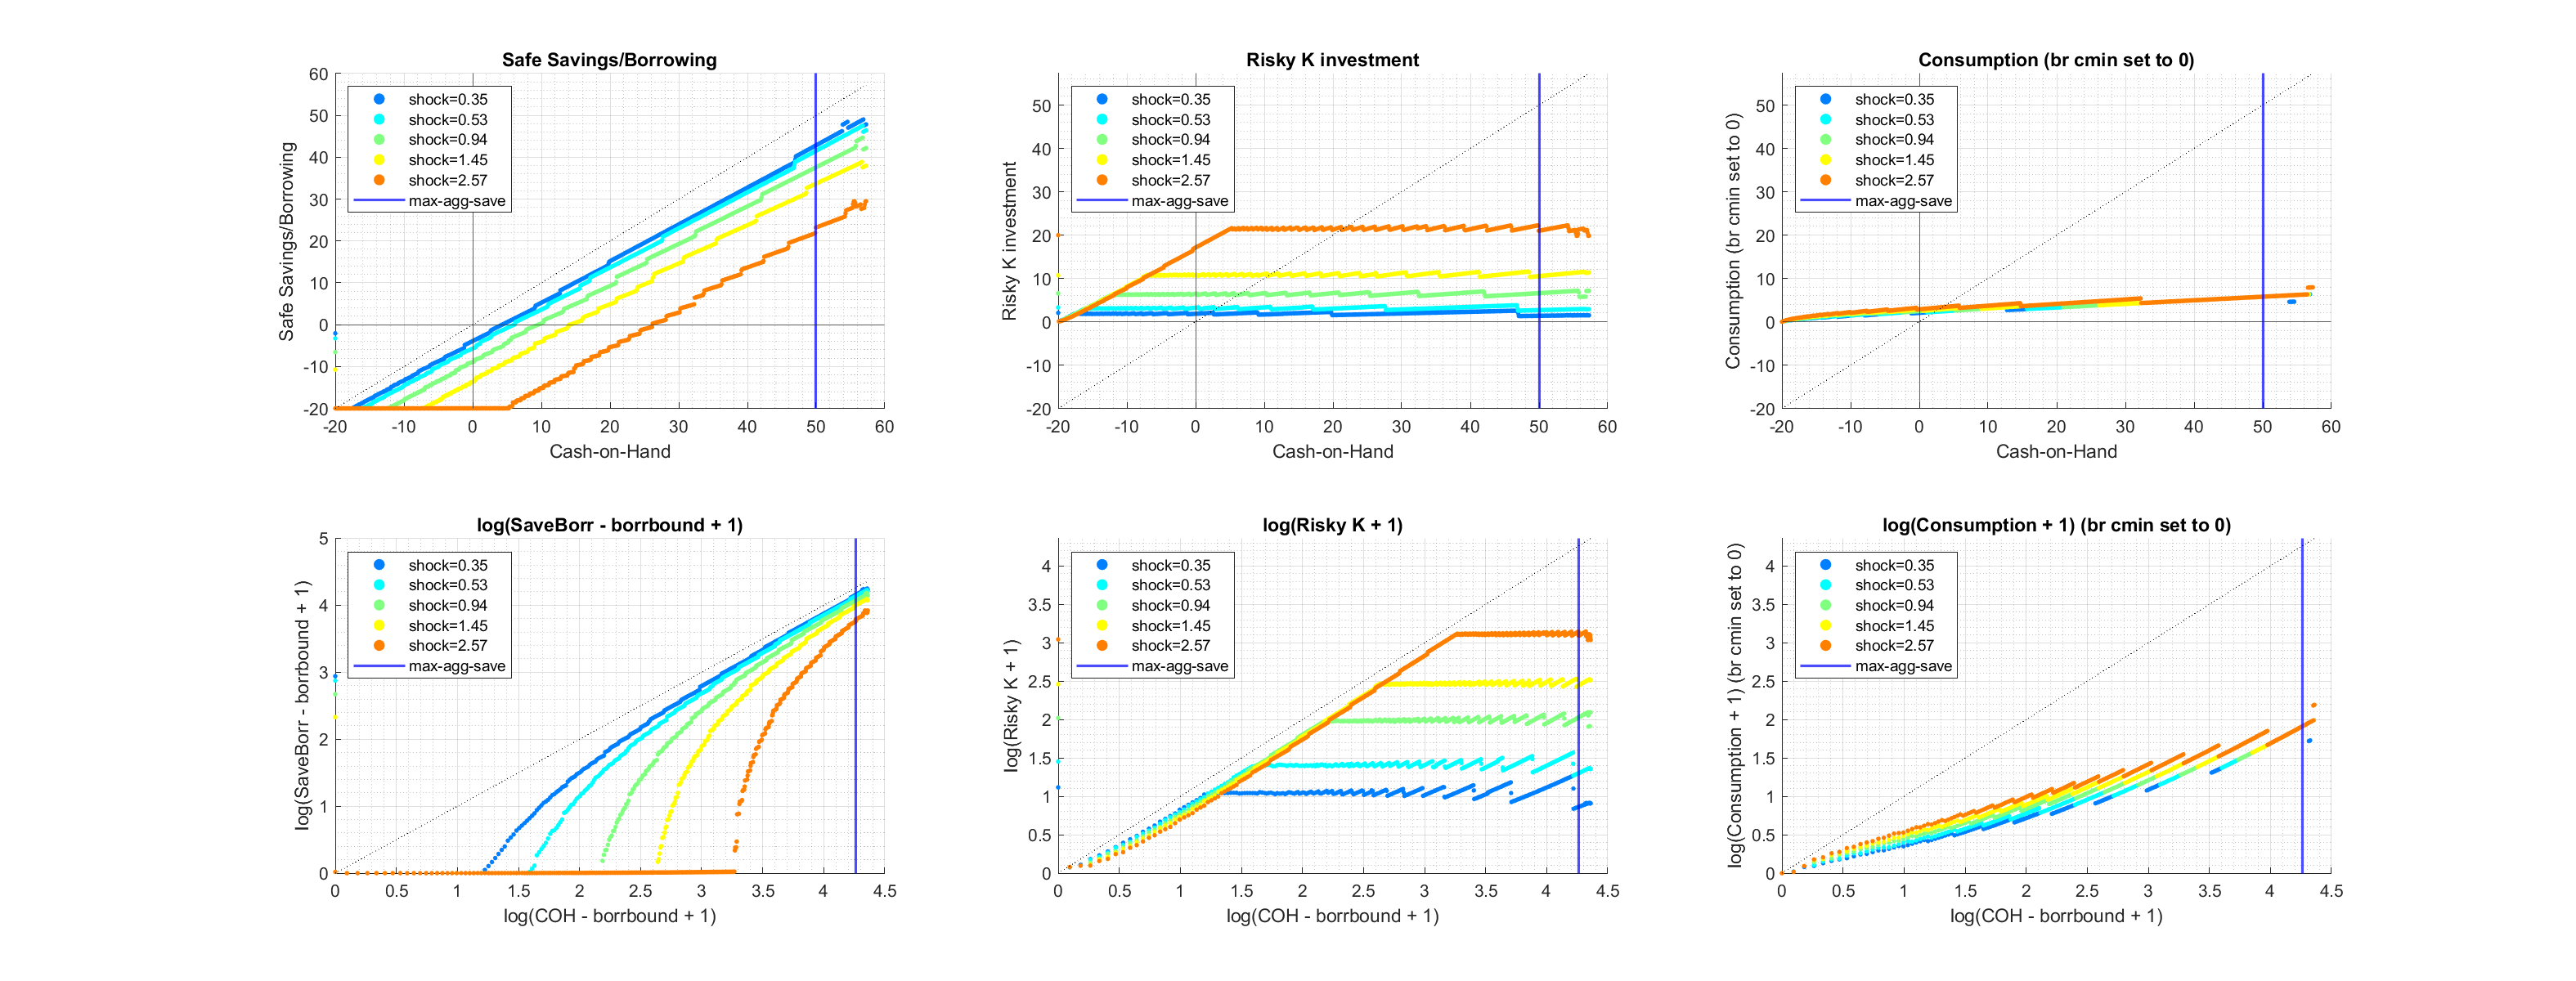 Safe Savings/Borrowing
Safe Savings/Borrowing
60
50
40
30
20
10
0
-10
-20
shock=0.35
shock=0.53
shock=0.94
shock=1.45
shock=2.57
max-agg-save
-20 -10 0 10 20 30 40 50 60
Cash-on-Hand
Risky K investment
Risky K investment
50
40
30
20
10
0
-10
-20
shock=0.35
shock=0.53
shock=0.94
shock=1.45
shock=2.57
max-agg-save
-20 -10 0 10 20 30 40 50 60
Cash-on-Hand
Consumption (br cmin set to 0)
Consumption (br cmin set to 0)
50
40
30
20
10
0
-10
-20
shock=0.35
shock=0.53
shock=0.94
shock=1.45
shock=2.57
max-agg-save
-20 -10 0 10 20 30 40 50 60
Cash-on-Hand
log(SaveBorr - borrbound + 1)
log(SaveBorr - borrbound + 1)
5
4
3
2
1
0
shock=0.35
shock=0.53
shock=0.94
shock=1.45
shock=2.57
max-agg-save
0 0.5 1 1.5 2 2.5 3 3.5 4 4.5
log(COH - borrbound + 1)
log(Risky K + 1)
log(Risky K + 1)
4
3.5
3
2.5
2
1.5
1
0.5
0
shock=0.35
shock=0.53
shock=0.94
shock=1.45
shock=2.57
max-agg-save
0 0.5 1 1.5 2 2.5 3 3.5 4 4.5
log(COH - borrbound + 1)
log(Consumption + 1) (br cmin set to 0)
log(Consumption + 1) (br cmin set to 0)
4
3.5
3
2.5
2
1.5
1
0.5
0
shock=0.35
shock=0.53
shock=0.94
shock=1.45
shock=2.57
max-agg-save
0 0.5 1 1.5 2 2.5 3 3.5 4 4.5
log(COH - borrbound + 1)